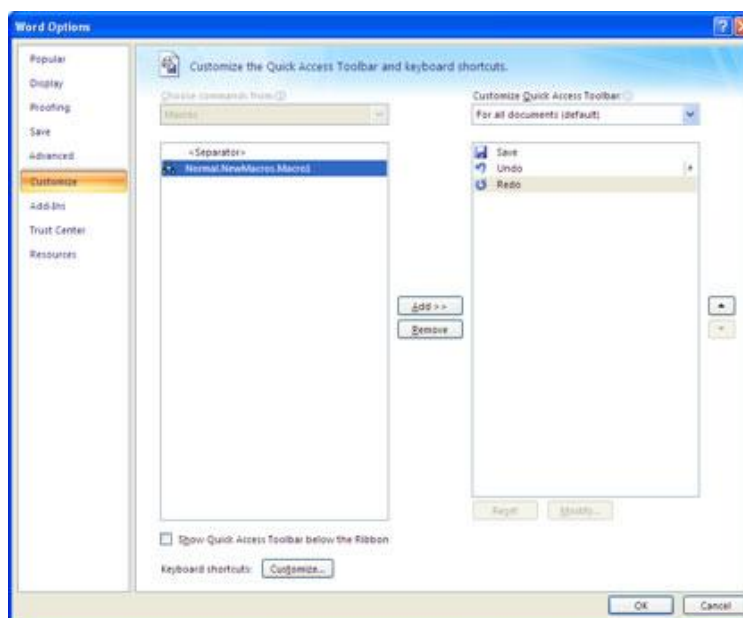 Word Options
Popular
Display
Proofing
Save
Advanced
Customize
Add-Ins
Trust Center
Resources
Customize the Quick Access Toolbar and keyboard shortcuts.
Choose commands from:
Macros
<Separator>
Normal.NewMacros.Macro1
Add >>
Remove
Customize Quick Access Toolbar:
For all documents (default)
Save
Undo
Redo
Reset
Modify...
Show Quick Access Toolbar below the Ribbon
Keyboard shortcuts: Customize...
OK
Cancel